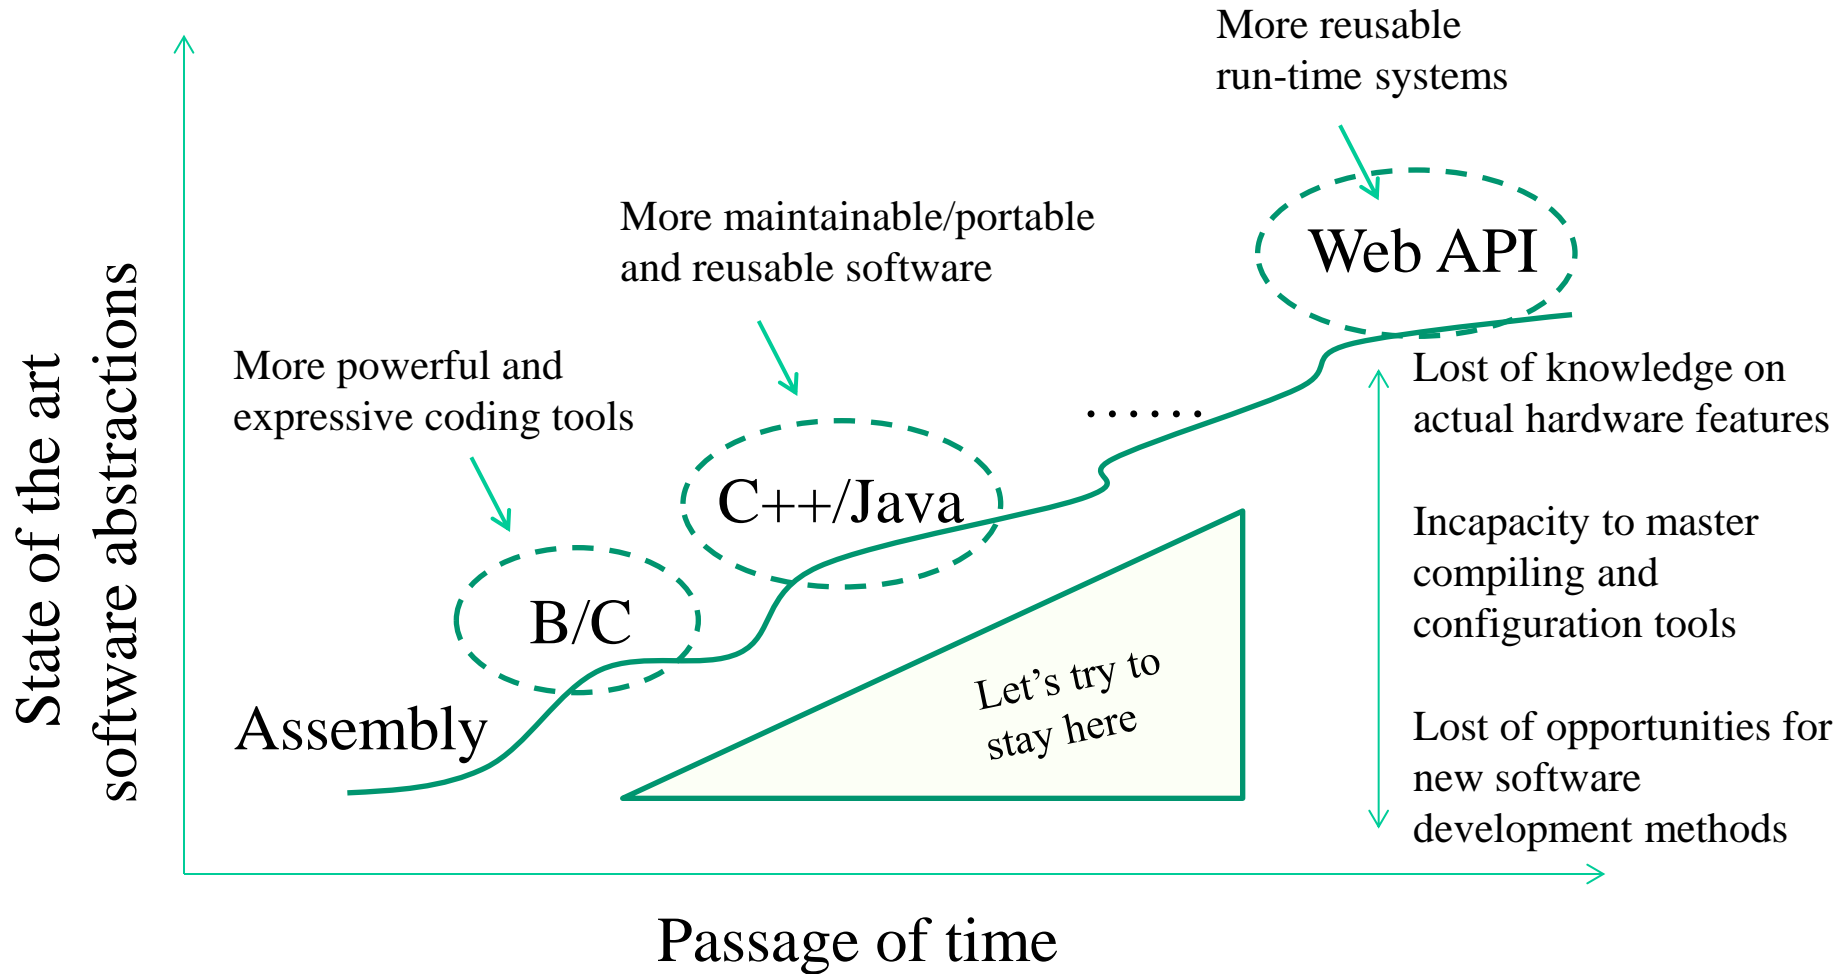 More reusable
run-time systems
Web API
More maintainable/portable
and reusable software
More powerful and
expressive coding tools
......
C++/Java
B/C
Assembly
Let’s try to
stay here
Lost of knowledge on
actual hardware features
Incapacity to master
compiling and
configuration tools
Lost of opportunities for
new software
development methods
State of the art
software abstractions
Passage of time